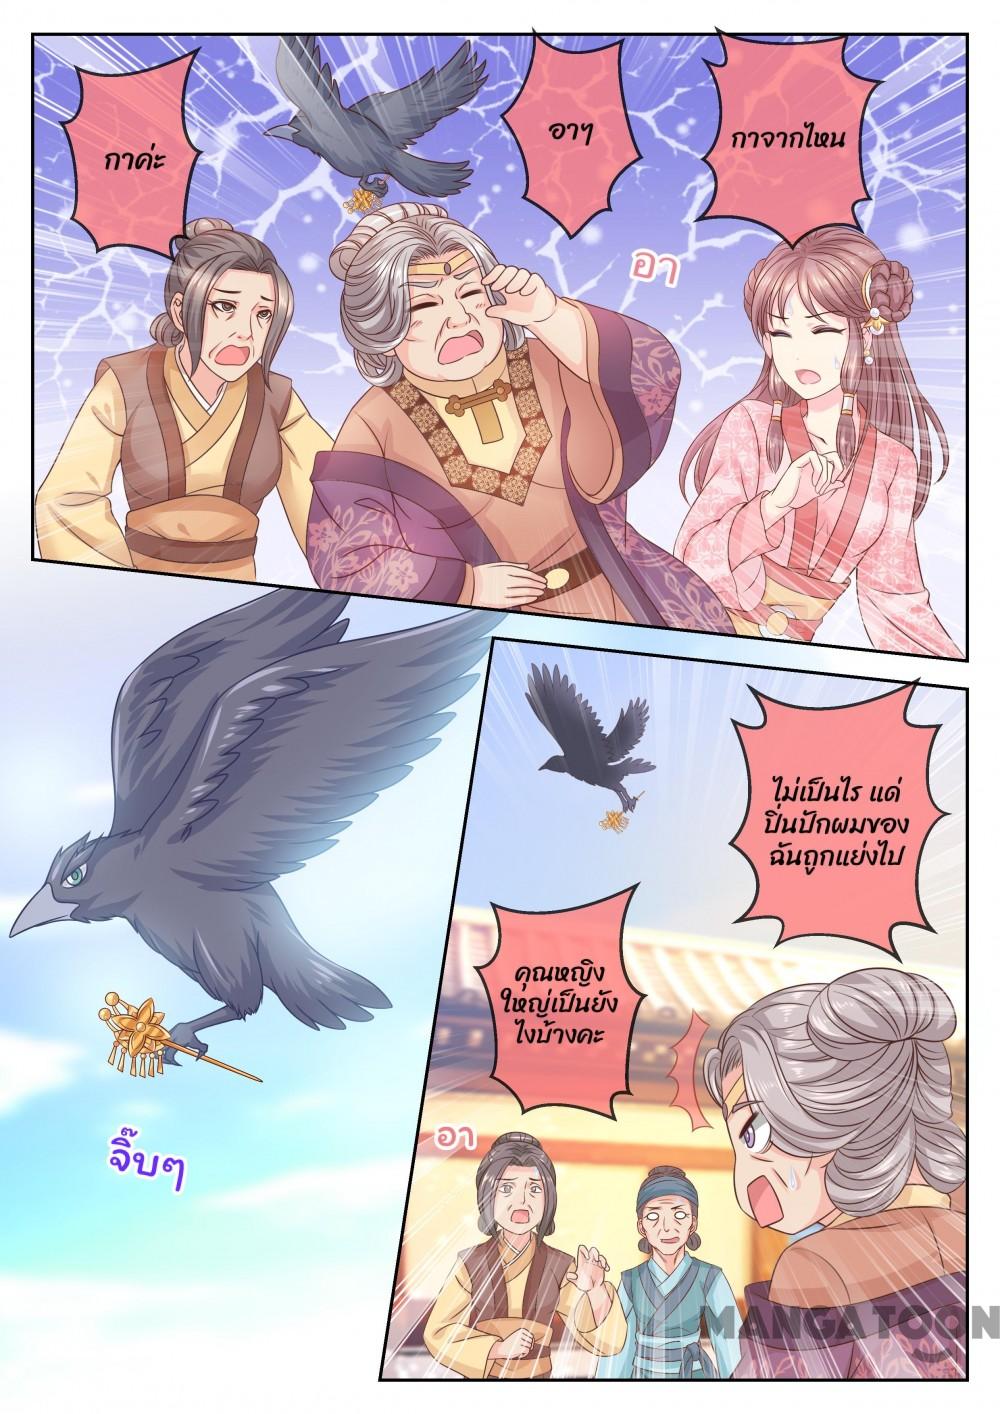 กาค่ะ
อาๆ
กาจากไหน
อา
ไม่เป็นไร แด่
ปิ่นปักผมของ
ฉันถูกแย่งไป
คุณหญิง
ใหญ่เป็นยัง
ไงบ้างคะ
อา
จิ๊บๆ
MANGATOON